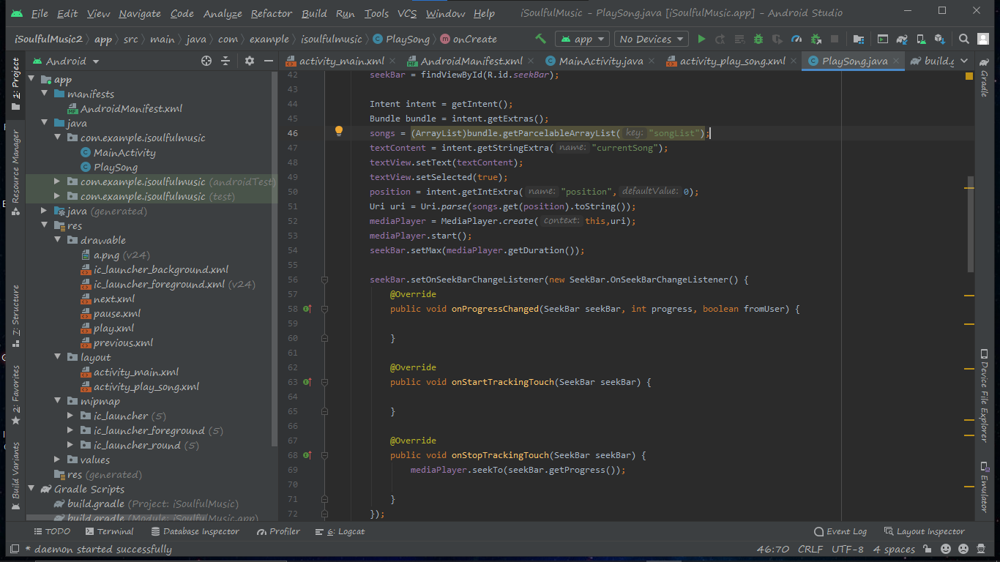 File Edit View Navigate Code Analyze Refactor Build Run Tools VCS Window Help iSoulfulMusic - PlaySong.java [iSoulfulMusic.app] - Android Studio
iSoulfulMusic2 app src main java com example isoulfulmusic PlaySong onCreate app No Devices
Android activity_main.xml AndroidManifest.xml MainActivity.java activity_play_song.xml PlaySong.java build.g
1: Project
Resource Manager
Z: Structure
2: Favorites
Build Variants
app
manifests
AndroidManifest.xml
java
com.example.isoulfulmusic
MainActivity
PlaySong
com.example.isoulfulmusic (androidTest)
com.example.isoulfulmusic (test)
java (generated)
res
drawable
a.png (v24)
ic_launcher_background.xml
ic_launcher_foreground.xml (v24)
next.xml
pause.xml
play.xml
previous.xml
layout
activity_main.xml
activity_play_song.xml
mipmap
ic_launcher (5)
ic_launcher_foreground (5)
ic_launcher_round (5)
values
res (generated)
Gradle Scripts
build.gradle (Project: iSoulfulMusic)
build.gradle (Module: iSoulfulMusic.app)
42 seekBar = findViewById(R.id.seekBar);
43
44 Intent intent = getIntent();
45 Bundle bundle = intent.getExtras();
46 songs = (ArrayList)bundle.getParcelableArrayList( key: "songList");
47 textContent = intent.getStringExtra( name: "currentSong");
48 textView.setText(textContent);
49 textView.setSelected(true);
50 position = intent.getIntExtra( name: "position", defaultValue: 0);
51 Uri uri = Uri.parse(songs.get(position).toString());
52 mediaPlayer = MediaPlayer.create( context: this,uri);
53 mediaPlayer.start();
54 seekBar.setMax(mediaPlayer.getDuration());
55
56 seekBar.setOnSeekBarChangeListener(new SeekBar.OnSeekBarChangeListener() {
57 @Override
58 public void onProgressChanged(SeekBar seekBar, int progress, boolean fromUser) {
59
60 }
61
62 @Override
63 public void onStartTrackingTouch(SeekBar seekBar) {
64
65 }
66
67 @Override
68 public void onStopTrackingTouch(SeekBar seekBar) {
69 mediaPlayer.seekTo(seekBar.getProgress());
70
71 }
72 });
Gradle
Device File Explorer
Emulator
TODO Terminal Database Inspector Profiler 6: Logcat Event Log Layout Inspector
* daemon started successfully 46:70 CRLF UTF-8 4 spaces